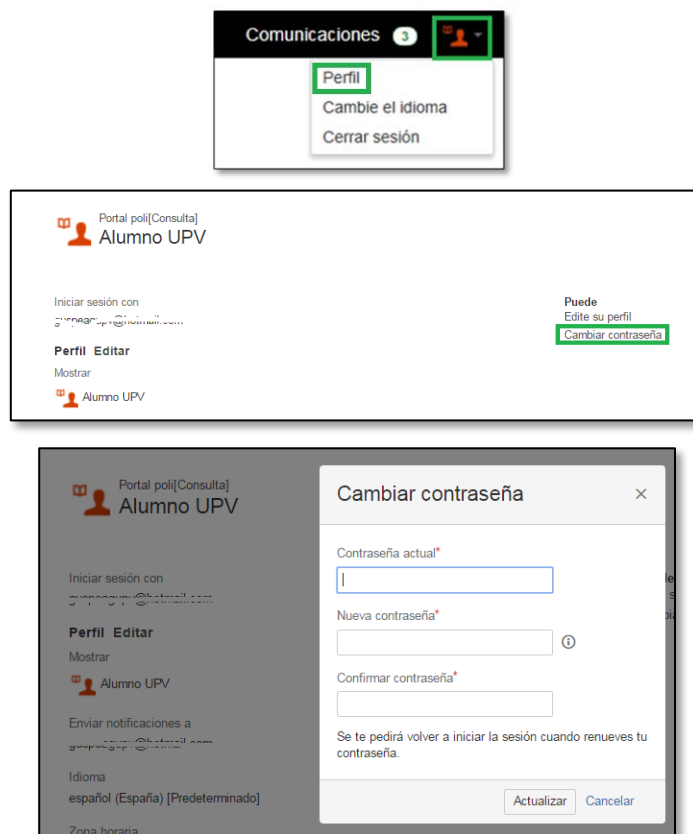 Comunicaciones 3
Perfil
Cambie el idioma
Cerrar sesión
Portal poli[Consulta]
Alumno UPV
Iniciar sesión con
Perfil Editar
Mostrar
Alumno UPV
Puede
Edite su perfil
Cambiar contraseña
Portal poli[Consulta]
Alumno UPV
Iniciar sesión con
Perfil Editar
Mostrar
Alumno UPV
Enviar notificaciones a
Idioma
español (España) [Predeterminado]
Zona horaria
Cambiar contraseña ×
Contraseña actual*
Nueva contraseña*
Confirmar contraseña*
Se te pedirá volver a iniciar la sesión cuando renueves tu
contraseña.
Actualizar Cancelar